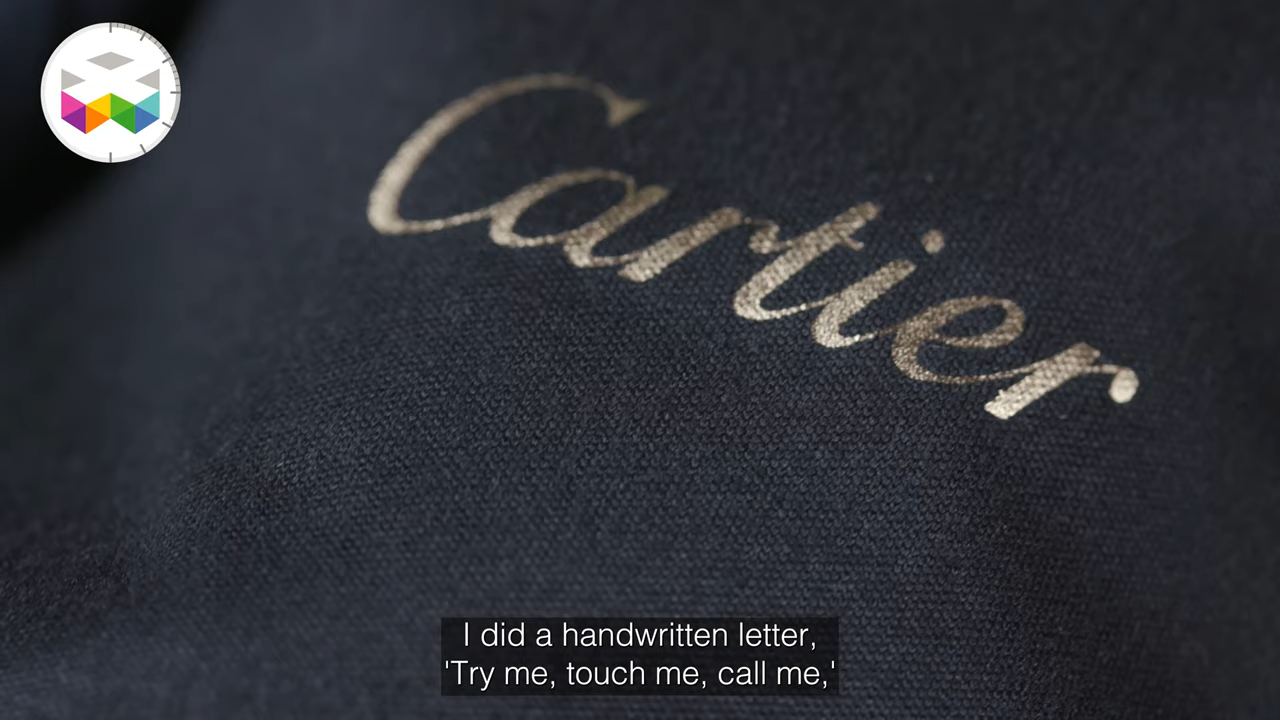 Cartier
I did a handwritten letter,
'Try me, touch me, call me,'